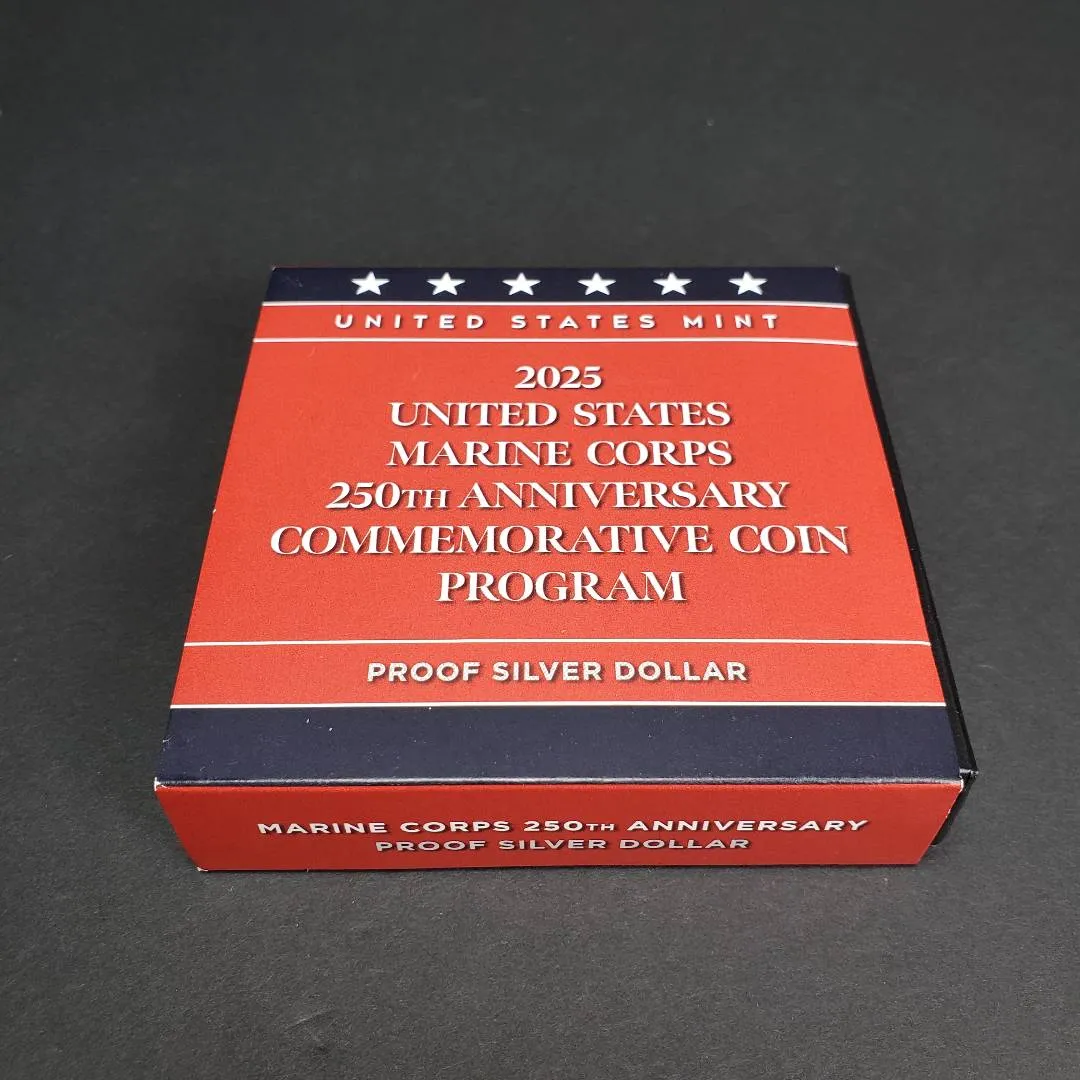 UNITED STATES MINT
2025
UNITED STATES
MARINE CORPS
250TH ANNIVERSARY
COMMEMORATIVE COIN
PROGRAM
PROOF SILVER DOLLAR
MARINE CORPS 250TH ANNIVERSARY
PROOF SILVER DOLLAR